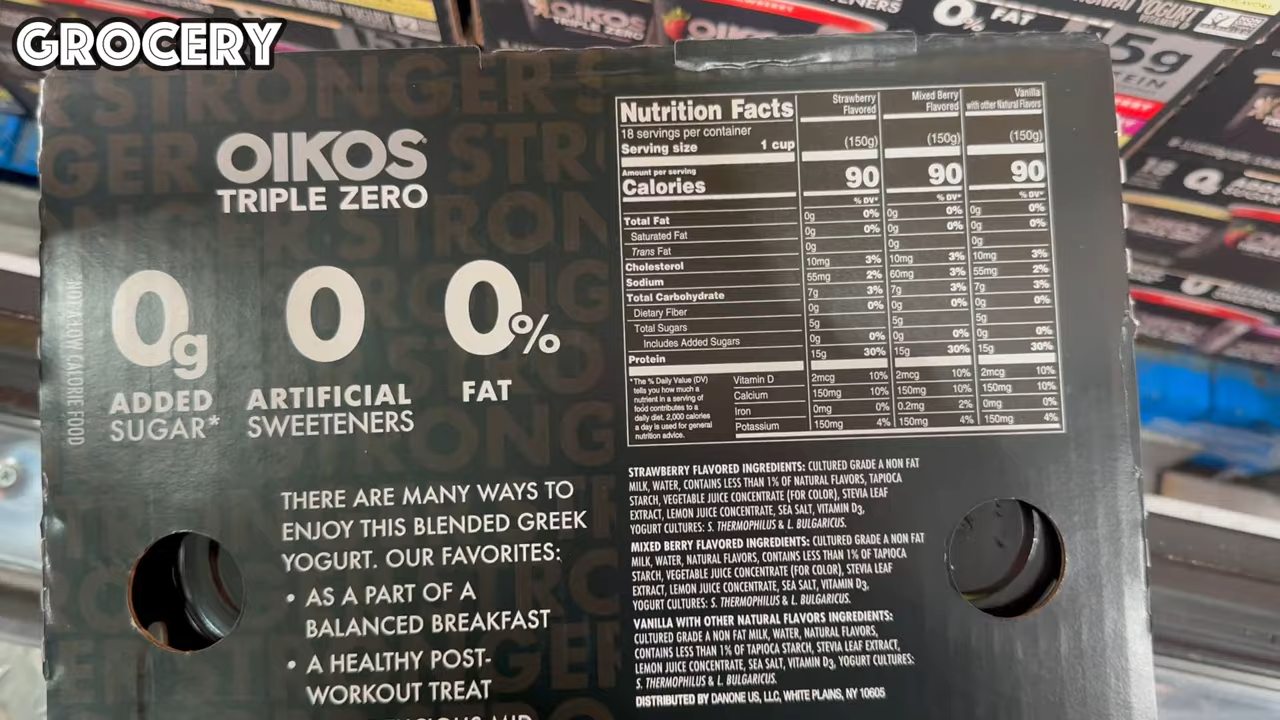 GROCERY
OIKOS
TRIPLE ZERO
0% FAT
NONFAT YOGURT
OIKOS
TRIPLE ZERO
0g
ADDED
SUGAR*
0
ARTIFICIAL
SWEETENERS
0%
FAT
NOT A LOW CALORIE FOOD
THERE ARE MANY WAYS TO
ENJOY THIS BLENDED GREEK
YOGURT. OUR FAVORITES:
• AS A PART OF A
BALANCED BREAKFAST
• A HEALTHY POST-
WORKOUT TREAT
Nutrition Facts Strawberry Flavored Mixed Berry Flavored Vanilla with other Natural Flavors
18 servings per container
Serving size 1 cup (150g) (150g) (150g)
Amount per serving
Calories 90 90 90
% DV* % DV* % DV*
Total Fat 0g 0% 0g 0% 0g 0%
Saturated Fat 0g 0% 0g 0% 0g 0%
Trans Fat 0g 0g 0g
Cholesterol 10mg 3% 10mg 3% 10mg 3%
Sodium 55mg 2% 60mg 3% 55mg 2%
Total Carbohydrate 7g 3% 7g 3% 7g 3%
Dietary Fiber 0g 0% 0g 0% 0g 0%
Total Sugars 5g 5g 5g
Includes Added Sugars 0g 0% 0g 0% 0g 0%
Protein 15g 30% 15g 30% 15g 30%
*The % Daily Value (DV)
tells you how much a
nutrient in a serving of
food contributes to a
daily diet. 2,000 calories
a day is used for general
nutrition advice.
Vitamin D 2mcg 10% 2mcg 10% 2mcg 10%
Calcium 150mg 10% 150mg 10% 150mg 10%
Iron 0mg 0% 0.2mg 2% 0mg 0%
Potassium 150mg 4% 150mg 4% 150mg 4%
STRAWBERRY FLAVORED INGREDIENTS: CULTURED GRADE A NON FAT
MILK, WATER, CONTAINS LESS THAN 1% OF NATURAL FLAVORS, TAPIOCA
STARCH, VEGETABLE JUICE CONCENTRATE (FOR COLOR), STEVIA LEAF
EXTRACT, LEMON JUICE CONCENTRATE, SEA SALT, VITAMIN D3,
YOGURT CULTURES: S. THERMOPHILUS & L. BULGARICUS.
MIXED BERRY FLAVORED INGREDIENTS: CULTURED GRADE A NON FAT
MILK, WATER, NATURAL FLAVORS, CONTAINS LESS THAN 1% OF TAPIOCA
STARCH, VEGETABLE JUICE CONCENTRATE (FOR COLOR), STEVIA LEAF
EXTRACT, LEMON JUICE CONCENTRATE, SEA SALT, VITAMIN D3,
YOGURT CULTURES: S. THERMOPHILUS & L. BULGARICUS.
VANILLA WITH OTHER NATURAL FLAVORS INGREDIENTS:
CULTURED GRADE A NON FAT MILK, WATER, NATURAL FLAVORS,
CONTAINS LESS THAN 1% OF TAPIOCA STARCH, STEVIA LEAF EXTRACT,
LEMON JUICE CONCENTRATE, SEA SALT, VITAMIN D3, YOGURT CULTURES:
S. THERMOPHILUS & L. BULGARICUS.
DISTRIBUTED BY DANONE US, LLC, WHITE PLAINS, NY 10605